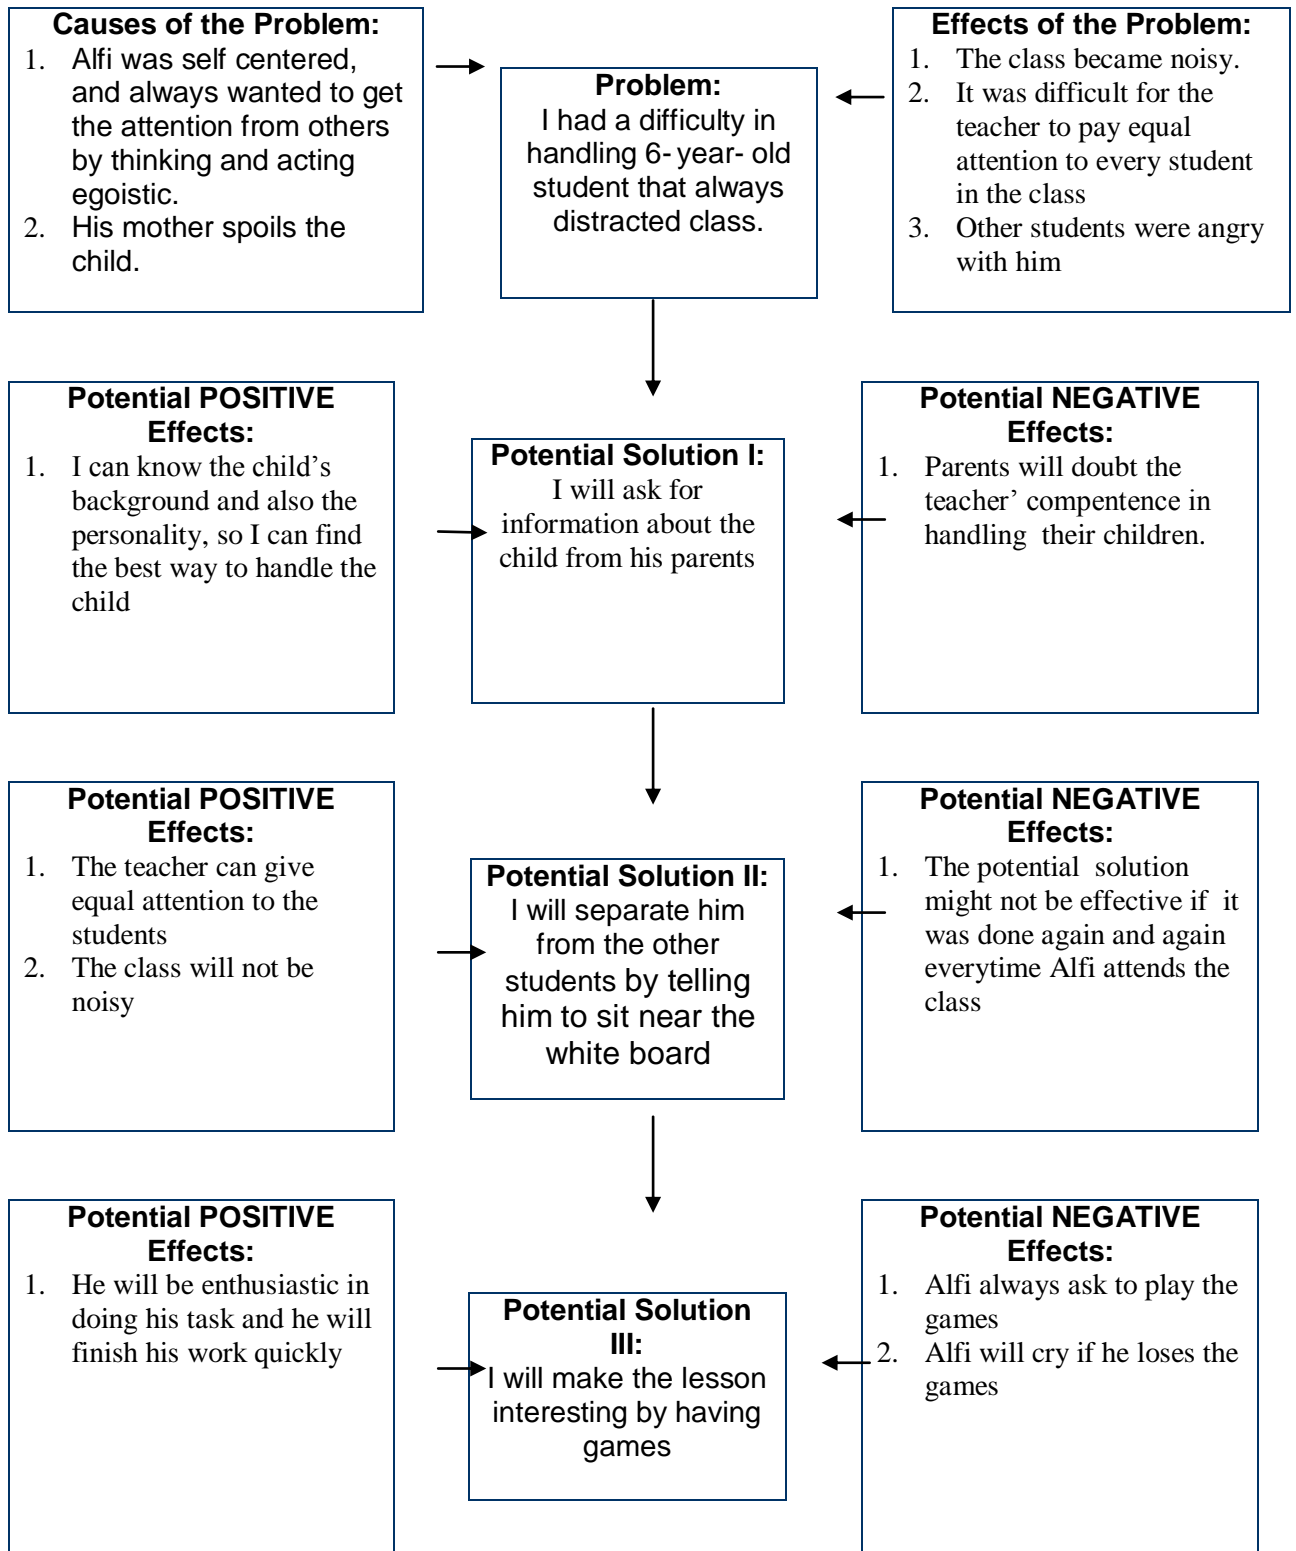 Causes of the Problem:
1. Alfi was self centered,
and always wanted to get
the attention from others
by thinking and acting
egoistic.
2. His mother spoils the
child.
Problem:
I had a difficulty in
handling 6- year- old
student that always
distracted class.
Effects of the Problem:
1. The class became noisy.
2. It was difficult for the
teacher to pay equal
attention to every student
in the class
3. Other students were angry
with him
Potential POSITIVE
Effects:
1. I can know the child’s
background and also the
personality, so I can find
the best way to handle the
child
Potential Solution I:
I will ask for
information about the
child from his parents
Potential NEGATIVE
Effects:
1. Parents will doubt the
teacher’ compentence in
handling their children.
Potential POSITIVE
Effects:
1. The teacher can give
equal attention to the
students
2. The class will not be
noisy
Potential Solution II:
I will separate him
from the other
students by telling
him to sit near the
white board
Potential NEGATIVE
Effects:
1. The potential solution
might not be effective if it
was done again and again
everytime Alfi attends the
class
Potential POSITIVE
Effects:
1. He will be enthusiastic in
doing his task and he will
finish his work quickly
Potential Solution
III:
I will make the lesson
interesting by having
games
Potential NEGATIVE
Effects:
1. Alfi always ask to play the
games
2. Alfi will cry if he loses the
games